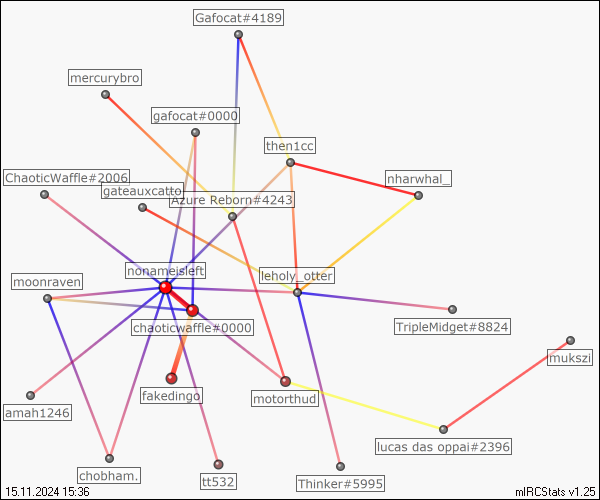 Gafocat#4189
mercurybro
gafocat#0000
then1cc
ChaoticWaffle#2006
nharwhal_
gateauxcatto
Azure Reborn#4243
nonameisleft
leholy_otter
moonraven
chaoticwaffle#0000
TripleMidget#8824
mukszi
fakedingo
motorthud
amah1246
lucas das oppai#2396
chobham.
tt532
Thinker#5995
15.11.2024 15:36
mIRCStats v1.25